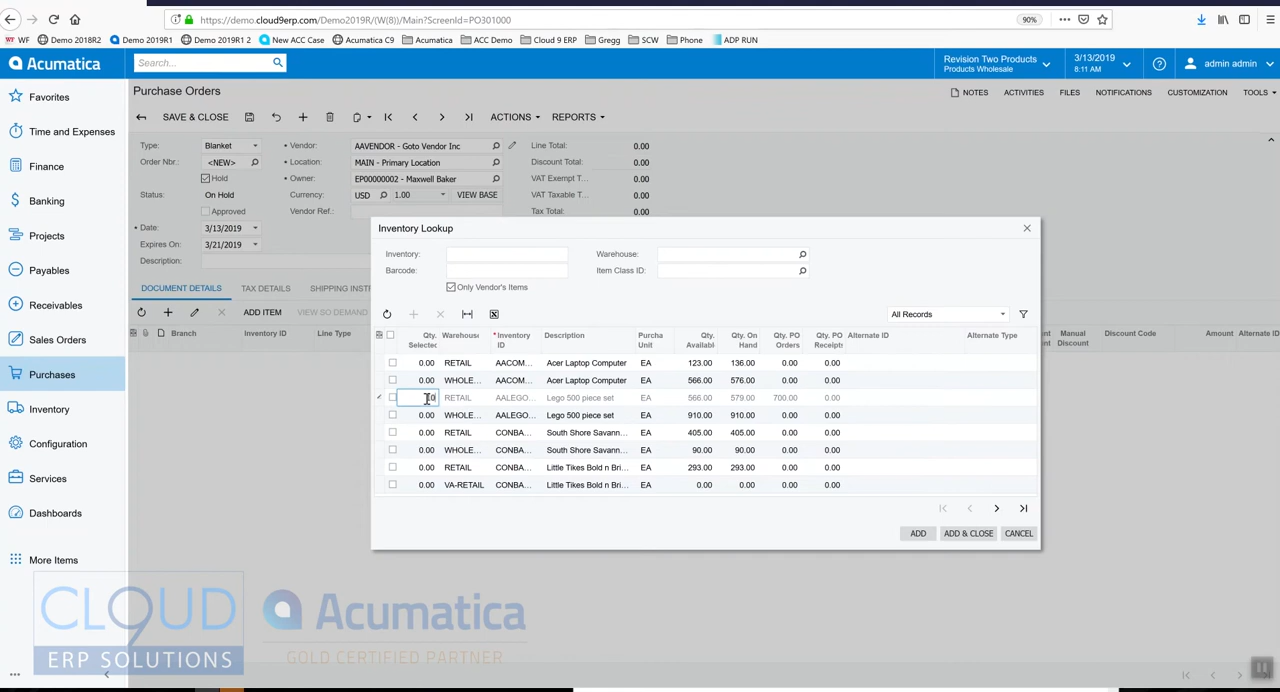 https://demo.cloud9erp.com/Demo2019R/(W(8))/Main?ScreenId=PO301000
90%
WF Demo 2018R2 Demo 2019R1 Demo 2019R1 2 New ACC Case Acumatica C9 Acumatica ACC Demo Cloud 9 ERP Gregg SCW Phone ADP RUN
Acumatica
Search...
Revision Two Products
Products Wholesale
3/13/2019
8:11 AM
admin admin
Favorites
Time and Expenses
Finance
Banking
Projects
Payables
Receivables
Sales Orders
Purchases
Inventory
Configuration
Services
Dashboards
More Items
Purchase Orders
NOTES ACTIVITIES FILES NOTIFICATIONS CUSTOMIZATION TOOLS
SAVE & CLOSE ACTIONS REPORTS
Type: Blanket Vendor: AAVENDOR - Goto Vendor Inc Line Total: 0.00
Order Nbr.: <NEW> Location: MAIN - Primary Location Discount Total: 0.00
Hold Owner: EP00000002 - Maxwell Baker VAT Exempt T... 0.00
Status: On Hold Currency: USD 1.00 VIEW BASE VAT Taxable T... 0.00
Approved Vendor Ref.: Tax Total: 0.00
Date: 3/13/2019
Expires On: 3/21/2019
Description:
DOCUMENT DETAILS TAX DETAILS SHIPPING INSTR
ADD ITEM VIEW SO DEMAND
Branch Inventory ID Line Type Manual Discount Discount Code Amount Alternate ID
Inventory Lookup
Inventory: Warehouse:
Barcode: Item Class ID:
Only Vendor's Items
All Records
Qty. Selected Warehouse Inventory ID Description Purcha Unit Qty. Availabl Qty. On Hand Qty. PO Orders Qty. PO Receipts Alternate ID Alternate Type
0.00 RETAIL AACOM... Acer Laptop Computer EA 123.00 136.00 0.00 0.00
0.00 WHOLE... AACOM... Acer Laptop Computer EA 566.00 576.00 0.00 0.00
RETAIL AALEGO... Lego 500 piece set EA 566.00 579.00 700.00 0.00
0.00 WHOLE... AALEGO... Lego 500 piece set EA 910.00 910.00 0.00 0.00
0.00 RETAIL CONBA... South Shore Savann... EA 405.00 405.00 0.00 0.00
0.00 WHOLE... CONBA... South Shore Savann... EA 90.00 90.00 0.00 0.00
0.00 RETAIL CONBA... Little Tikes Bold n Bri... EA 293.00 293.00 0.00 0.00
0.00 VA-RETAIL CONBA... Little Tikes Bold n Bri... EA 0.00 0.00 0.00 0.00
ADD ADD & CLOSE CANCEL
CLOUD 9
ERP SOLUTIONS
Acumatica
GOLD CERTIFIED PARTNER